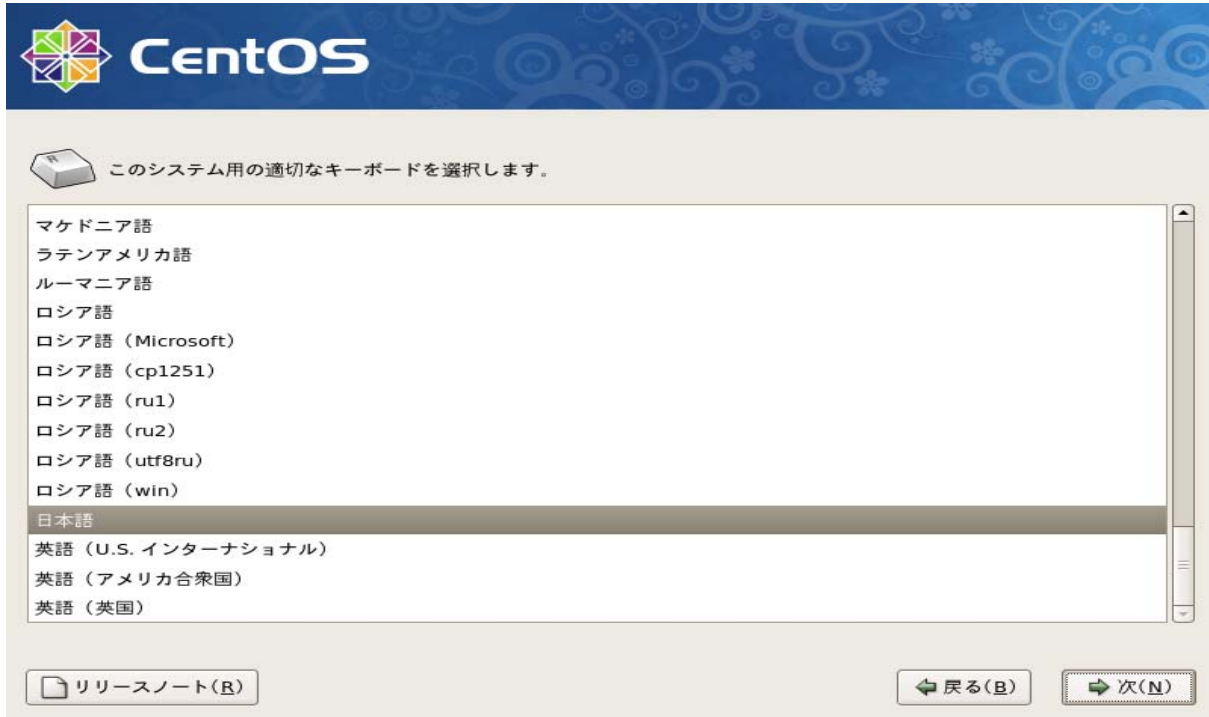 CentOS
R
このシステム用の適切なキーボードを選択します。
マケドニア語
ラテンアメリカ語
ルーマニア語
ロシア語
ロシア語（Microsoft）
ロシア語（cp1251）
ロシア語（ru1）
ロシア語（ru2）
ロシア語（utf8ru）
ロシア語（win）
日本語
英語（U.S. インターナショナル）
英語（アメリカ合衆国）
英語（英国）
リリースノート(R) 戻る(B) 次(N)